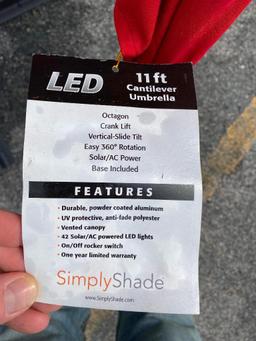 LED
11 ft
Cantilever
Umbrella
Octagon
Crank Lift
Vertical-Slide Tilt
Easy 360° Rotation
Solar/AC Power
Base Included
FEATURES
• Durable, powder coated aluminum
• UV protective, anti-fade polyester
• Vented canopy
• 42 Solar/AC powered LED lights
• On/Off rocker switch
• One year limited warranty
SimplyShade
www.SimplyShade.com